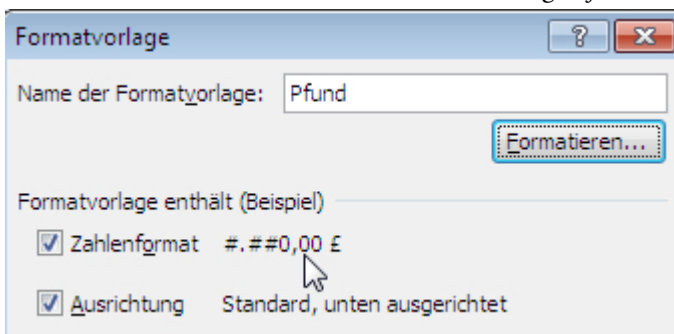 Formatvorlage ?
Name der Formatvorlage: Pfund
Formatieren...
Formatvorlage enthält (Beispiel)
Zahlenformat #.##0,00 £
Ausrichtung Standard, unten ausgerichtet